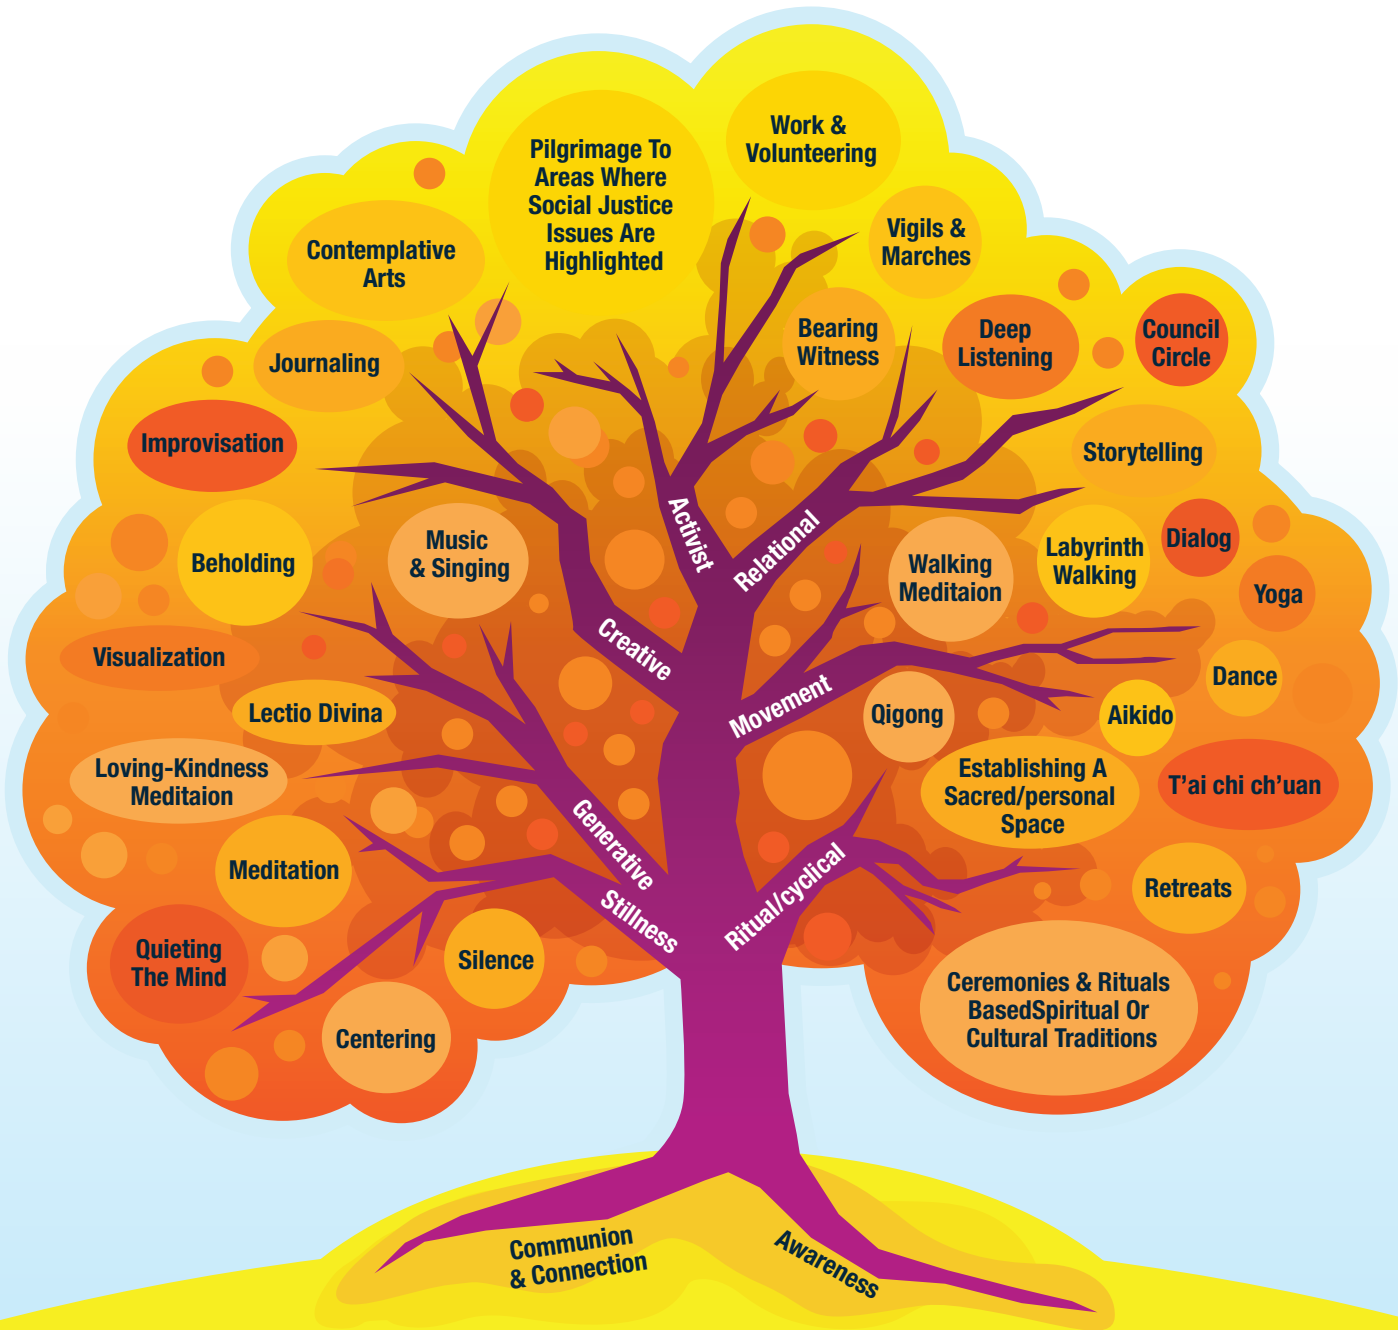 Work &
Volunteering
Pilgrimage To
Areas Where
Social Justice
Issues Are
Highlighted
Vigils &
Marches
Contemplative
Arts
Bearing
Witness
Deep
Listening
Council
Circle
Journaling
Improvisation
Storytelling
Activist
Relational
Dialog
Music
& Singing
Beholding
Walking
Meditaion
Labyrinth
Walking
Yoga
Creative
Visualization
Dance
Movement
Lectio Divina
Qigong
Aikido
Loving-Kindness
Meditaion
Establishing A
Sacred/personal
Space
T'ai chi ch'uan
Generative
Meditation
Ritual/cyclical
Retreats
Stillness
Quieting
The Mind
Silence
Ceremonies & Rituals
BasedSpiritual Or
Cultural Traditions
Centering
Communion
& Connection
Awareness